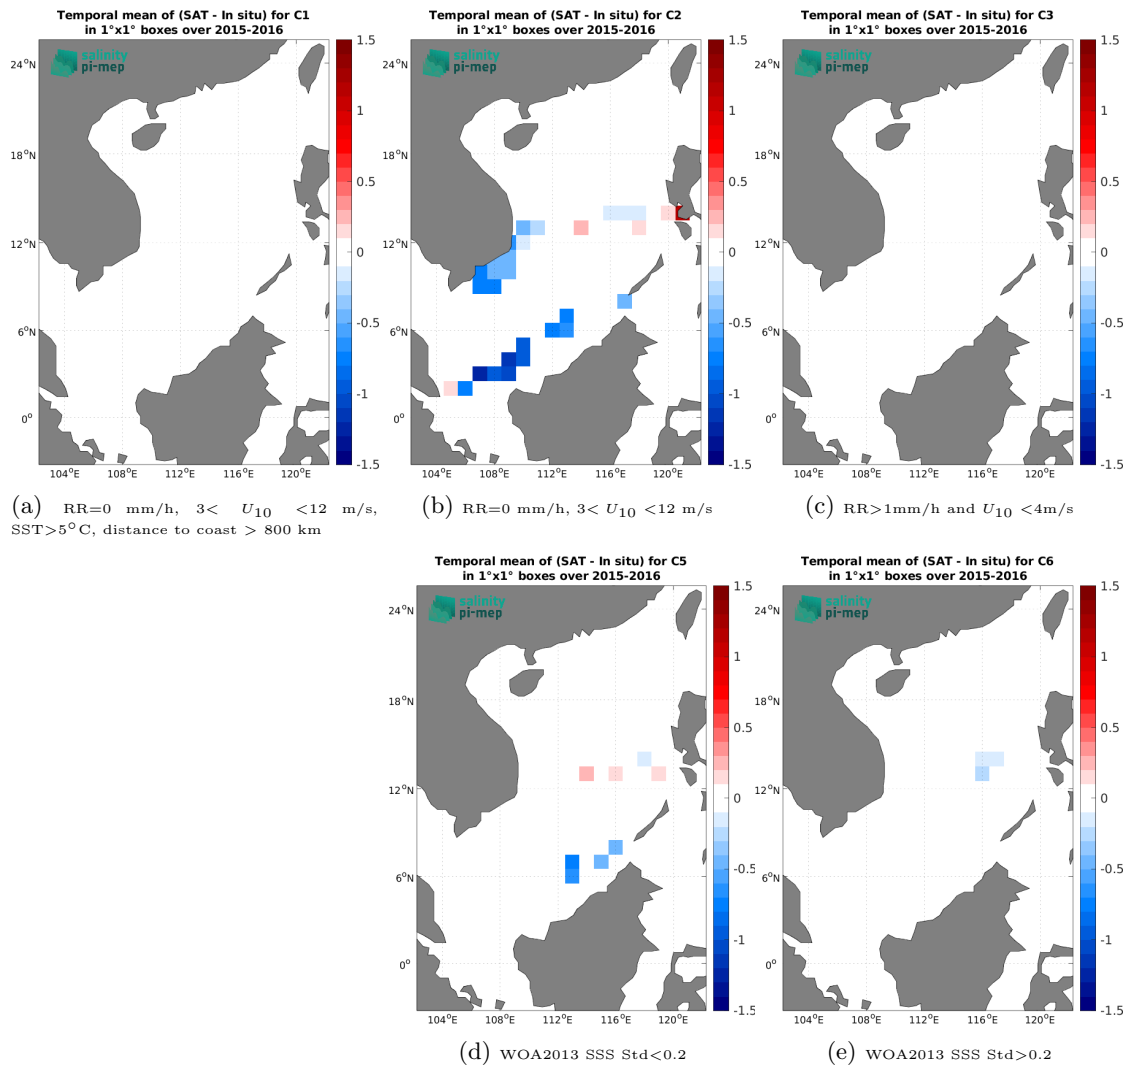 Temporal mean of (SAT - In situ) for C1
in 1°x1° boxes over 2015-2016
salinity
pi-mep
24°N
18°N
12°N
6°N
0°
104°E 108°E 112°E 116°E 120°E
1.5
1
0.5
0
-0.5
-1
-1.5
(a) RR=0 mm/h, 3< U10 <12 m/s,
SST>5°C, distance to coast > 800 km
Temporal mean of (SAT - In situ) for C2
in 1°x1° boxes over 2015-2016
salinity
pi-mep
24°N
18°N
12°N
6°N
0°
104°E 108°E 112°E 116°E 120°E
1.5
1
0.5
0
-0.5
-1
-1.5
(b) RR=0 mm/h, 3< U10 <12 m/s
Temporal mean of (SAT - In situ) for C3
in 1°x1° boxes over 2015-2016
salinity
pi-mep
24°N
18°N
12°N
6°N
0°
104°E 108°E 112°E 116°E 120°E
1.5
1
0.5
0
-0.5
-1
-1.5
(c) RR>1mm/h and U10 <4m/s
Temporal mean of (SAT - In situ) for C5
in 1°x1° boxes over 2015-2016
salinity
pi-mep
24°N
18°N
12°N
6°N
0°
104°E 108°E 112°E 116°E 120°E
1.5
1
0.5
0
-0.5
-1
-1.5
(d) WOA2013 SSS Std<0.2
Temporal mean of (SAT - In situ) for C6
in 1°x1° boxes over 2015-2016
salinity
pi-mep
24°N
18°N
12°N
6°N
0°
104°E 108°E 112°E 116°E 120°E
1.5
1
0.5
0
-0.5
-1
-1.5
(e) WOA2013 SSS Std>0.2